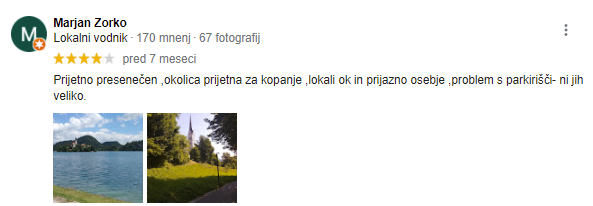 Marjan Zorko
Lokalni vodnik · 170 mnenj · 67 fotografij
pred 7 meseci
Prijetno presenečen ,okolica prijetna za kopanje ,lokali ok in prijazno osebje ,problem s parkirišči- ni jih
veliko.